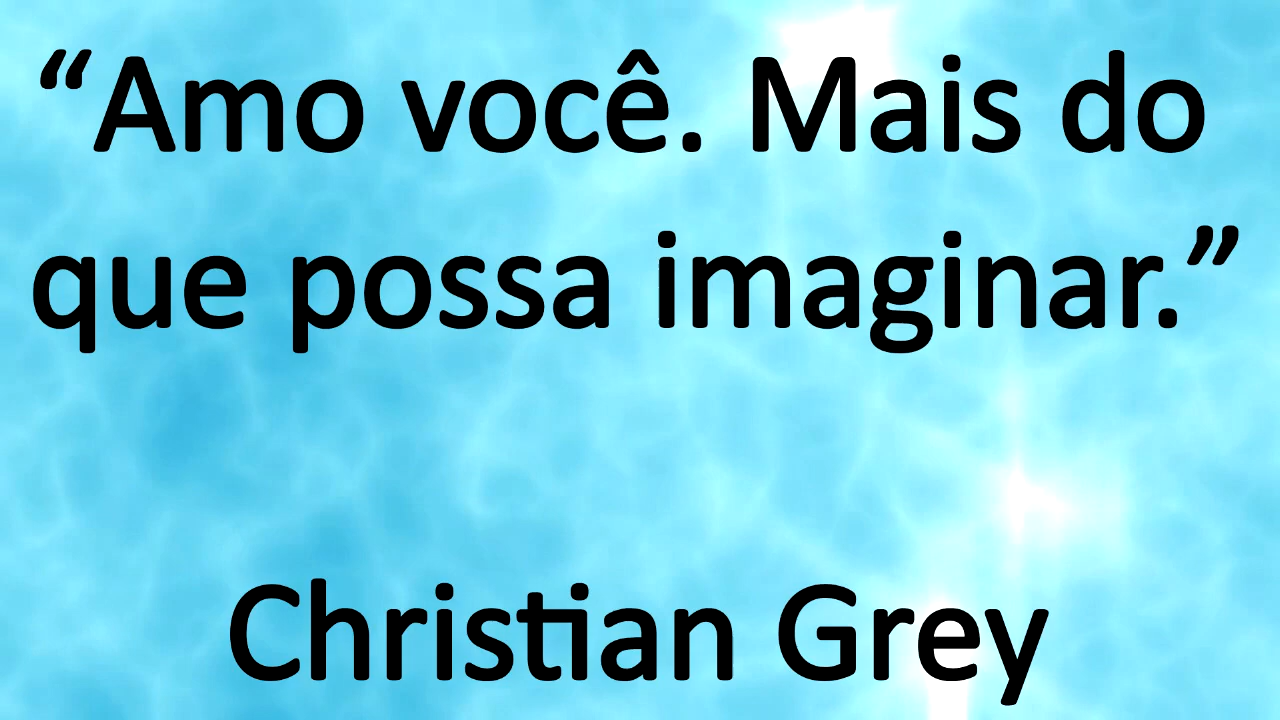 “Amo você. Mais do
que possa imaginar.”
Christian Grey